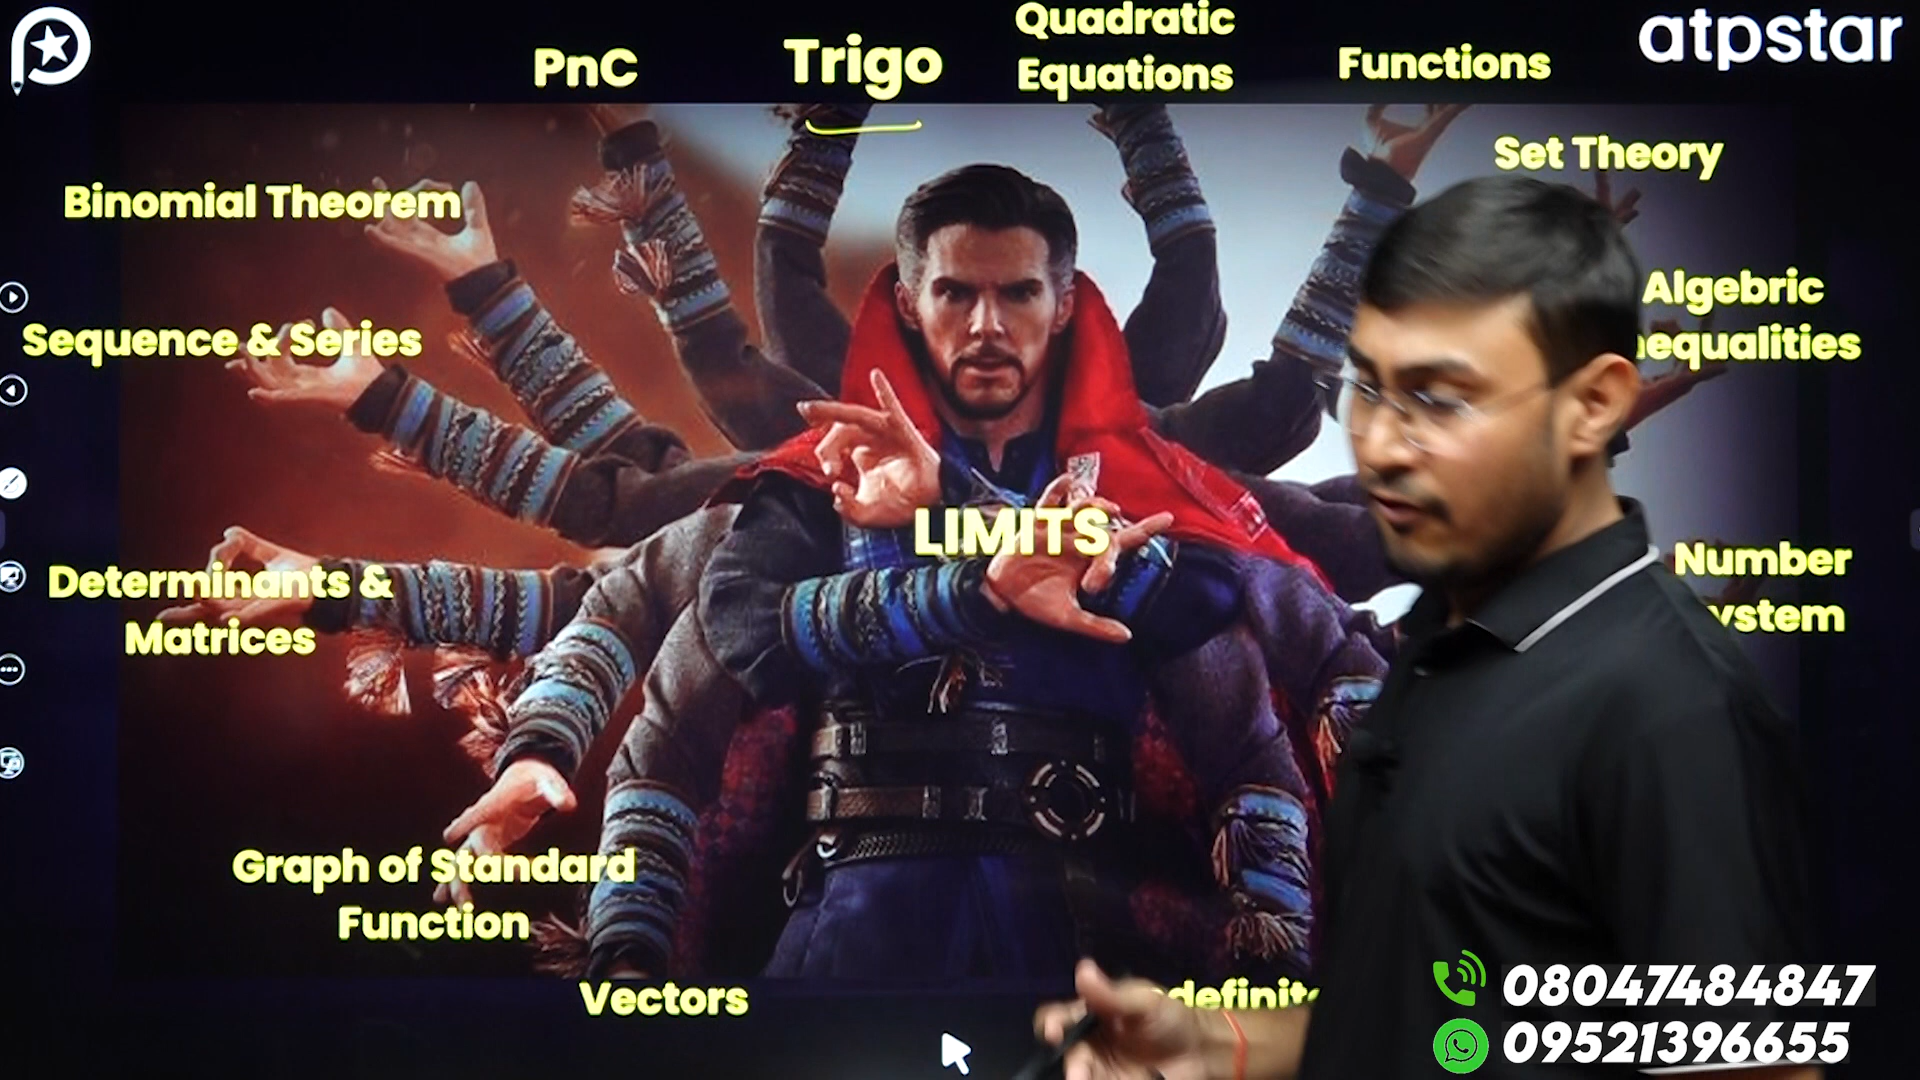 Quadratic
Equations
PnC
Trigo
Functions
atpstar
Set Theory
Binomial Theorem
Algebric
Sequence & Series
LIMITS
Number
Determinants &
Matrices
Graph of Standard
Function
Vectors
08047484847
09521396655